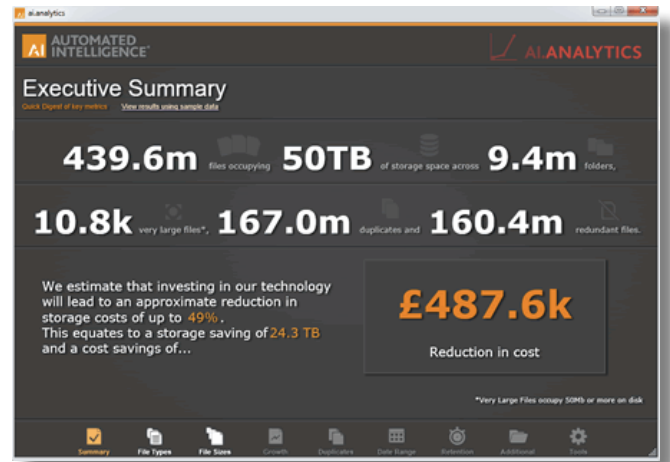 ai.analytics
AI AUTOMATED
INTELLIGENCE
AI.ANALYTICS
Executive Summary
Quick Digest of key metrics View results using sample data
439.6m files occupying 50TB of storage space across 9.4m folders,
10.8k very large files*, 167.0m duplicates and 160.4m redundant files.
We estimate that investing in our technology
will lead to an approximate reduction in
storage costs of up to 49% .
This equates to a storage saving of 24.3 TB
and a cost savings of...
£487.6k
Reduction in cost
*Very Large Files occupy 50Mb or more on disk
Summary File Types File Sizes Growth Duplicates Date Range Retention Additional Tools